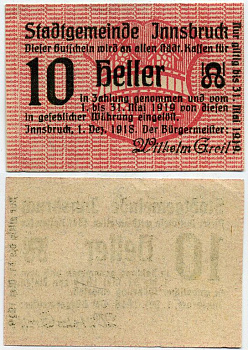 Stadtgemeinde Innsbruck
Dieser Gutschein wird an allen städt. Kassen für
10 Heller
in Zahlung genommen und vom
1. bis 31. Mai 1919 von diesen
in gesetzlicher Währung eingelöst.
Innsbruck, 1. Dez. 1918. Der Bürgermeister:
Wilhelm Greil
Nur gültig bis 31. Mai 1919.
10